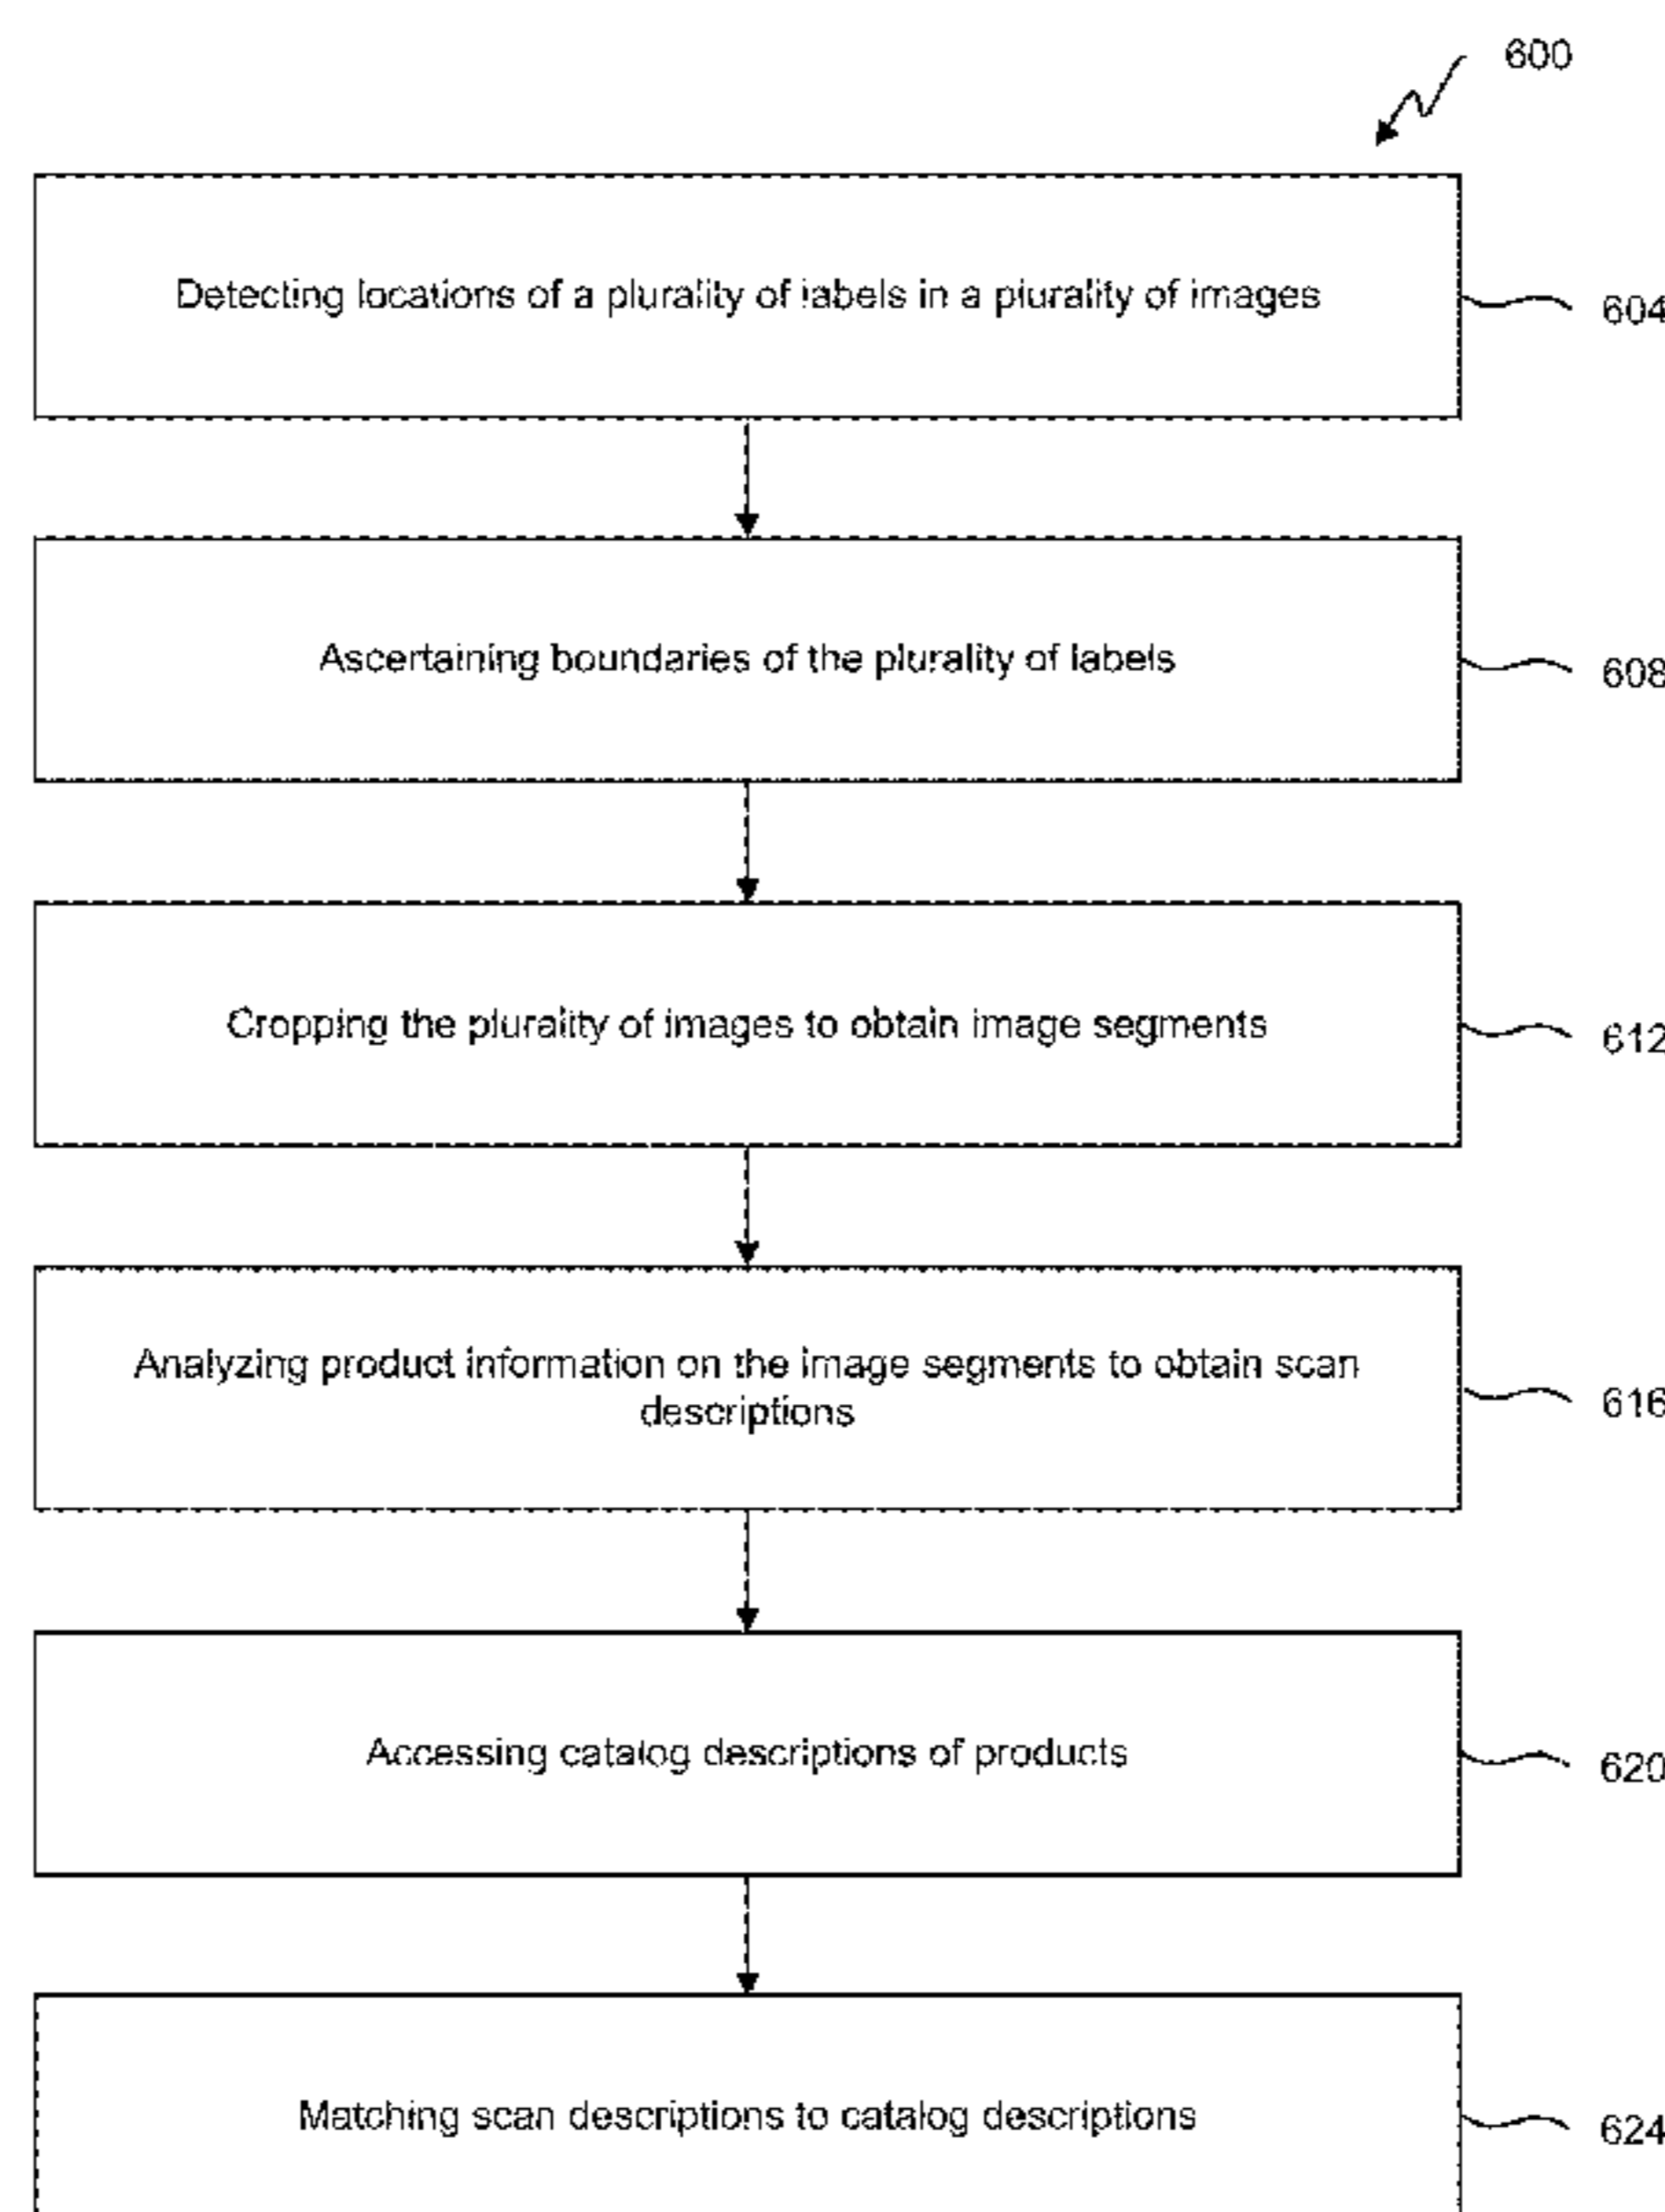 600
Detecting locations of a plurality of labels in a plurality of images
604
Ascertaining boundaries of the plurality of labels
608
Cropping the plurality of images to obtain image segments
612
Analyzing product information on the image segments to obtain scan
descriptions
616
Accessing catalog descriptions of products
620
Matching scan descriptions to catalog descriptions
624